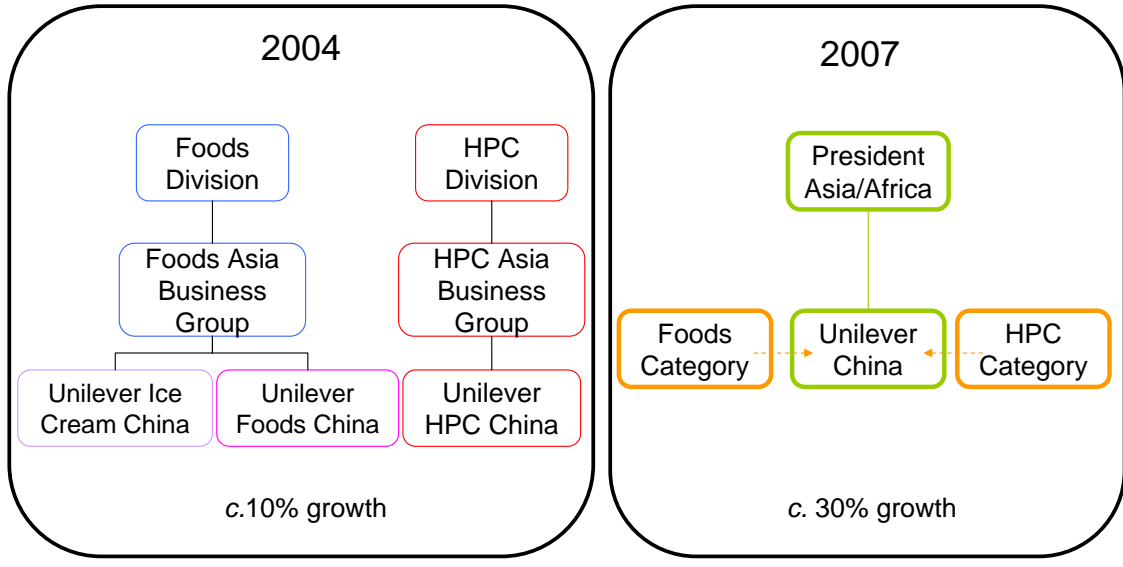 2004
Foods
Division
HPC
Division
Foods Asia
Business
Group
HPC Asia
Business
Group
Unilever Ice
Cream China
Unilever
Foods China
Unilever
HPC China
c.10% growth
2007
President
Asia/Africa
Foods
Category
Unilever
China
HPC
Category
c. 30% growth